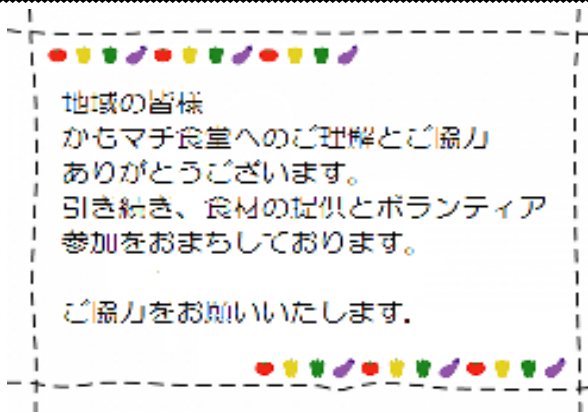 地域の皆様
かもマチ食堂へのご理解とご協力
ありがとうございます。
引き続き、食材の提供とボランティア
参加をおまちしております。
ご協力をお願いいたします.